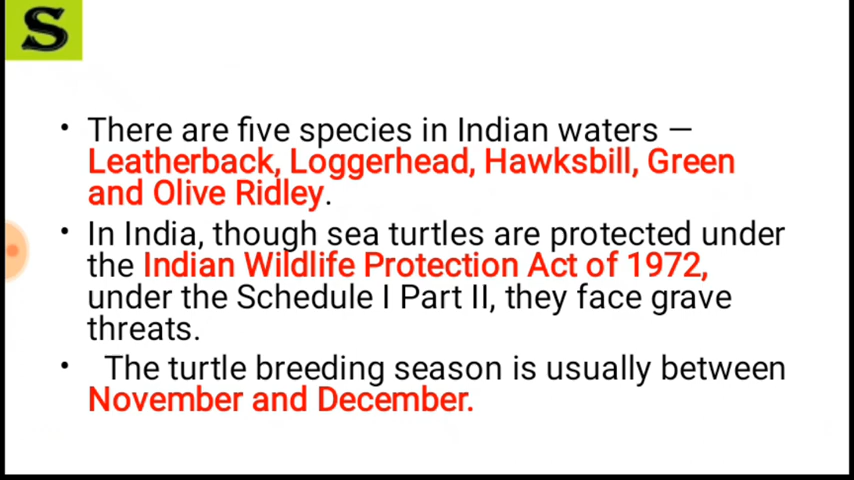 S
• There are five species in Indian waters —
Leatherback, Loggerhead, Hawksbill, Green
and Olive Ridley.
• In India, though sea turtles are protected under
the Indian Wildlife Protection Act of 1972,
under the Schedule I Part II, they face grave
threats.
• The turtle breeding season is usually between
November and December.